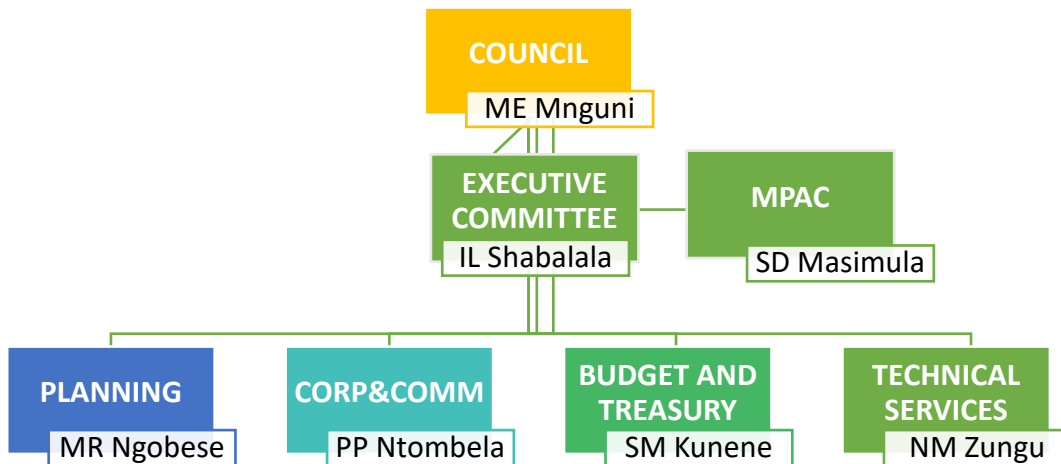 COUNCIL
ME Mnguni
EXECUTIVE
COMMITTEE
IL Shabalala
MPAC
SD Masimula
PLANNING
MR Ngobese
CORP&COMM
PP Ntombela
BUDGET AND
TREASURY
SM Kunene
TECHNICAL
SERVICES
NM Zungu